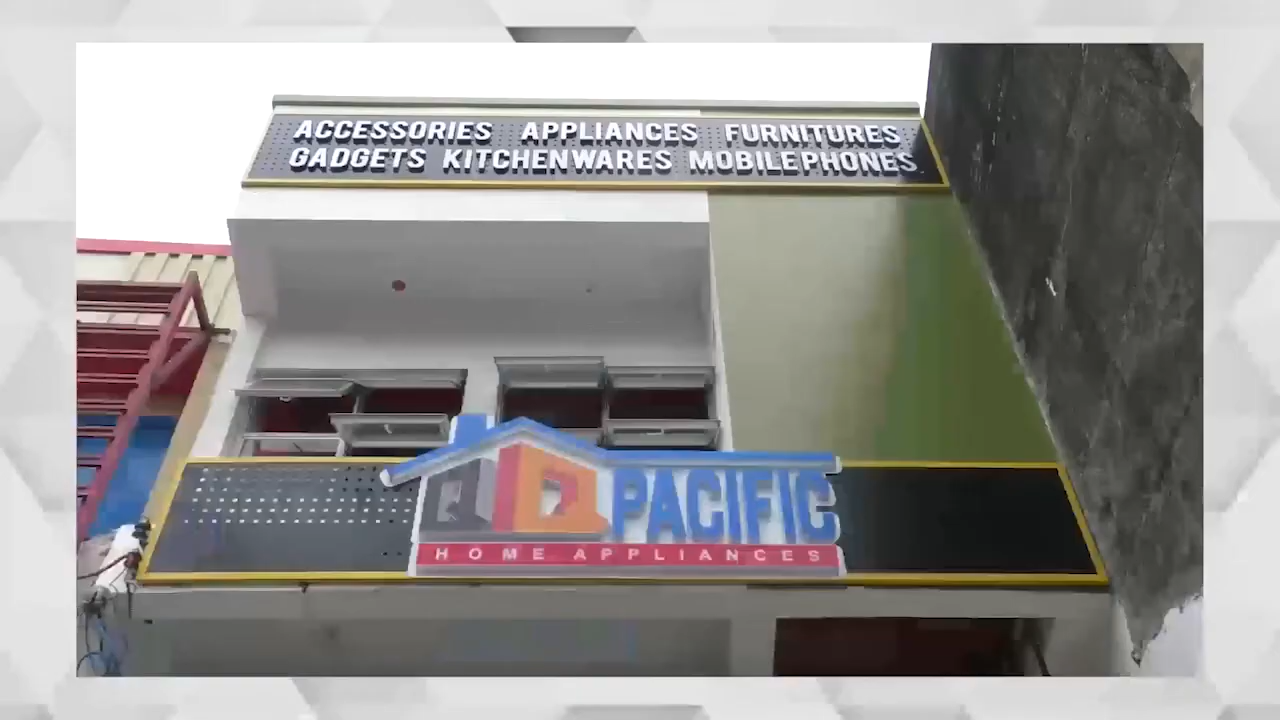 ACCESSORIES APPLIANCES FURNITURES
GADGETS KITCHENWARES MOBILEPHONES
PACIFIC
HOME APPLIANCES